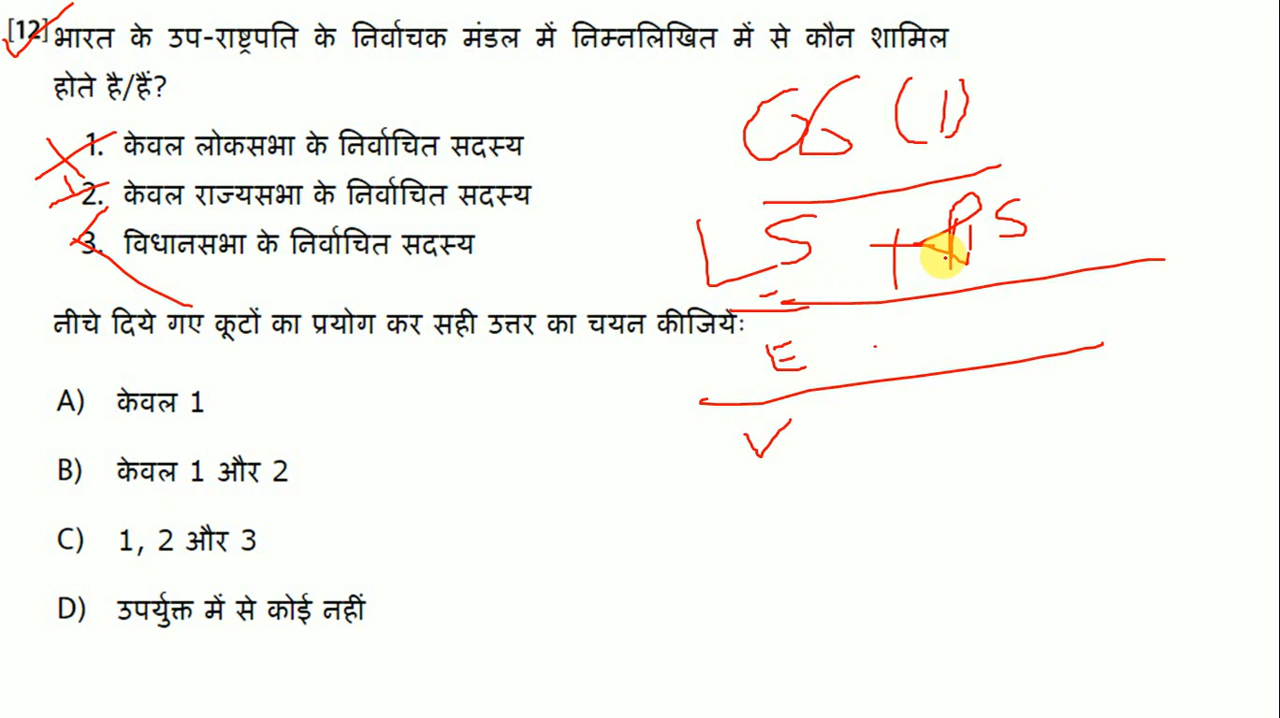 [12] भारत के उप-राष्ट्रपति के निर्वाचक मंडल में निम्नलिखित में से कौन शामिल
होते है/हैं?
66 (1)
1. केवल लोकसभा के निर्वाचित सदस्य
2. केवल राज्यसभा के निर्वाचित सदस्य
3. विधानसभा के निर्वाचित सदस्य
LS + RS
नीचे दिये गए कूटों का प्रयोग कर सही उत्तर का चयन कीजियेः
E
A) केवल 1
B) केवल 1 और 2
C) 1, 2 और 3
D) उपर्युक्त में से कोई नहीं